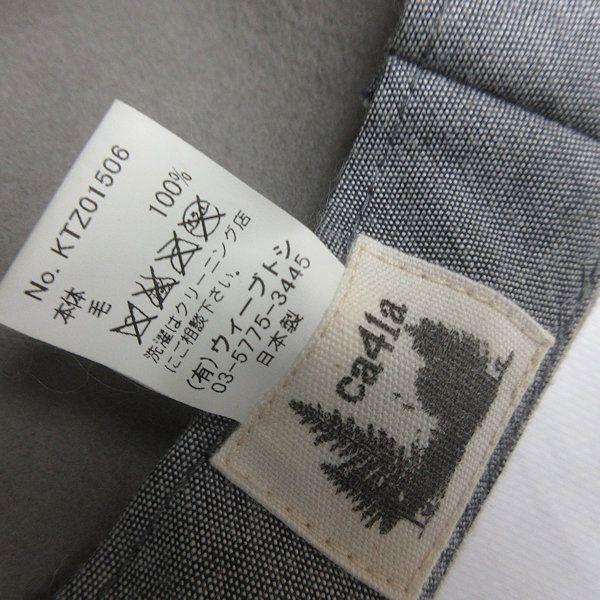 No. KTZ01506
本体
毛 100%
洗濯はクリーニング店
にご相談下さい。
(有)ウィーブトシ
03-5775-3445
日本製
ca4la